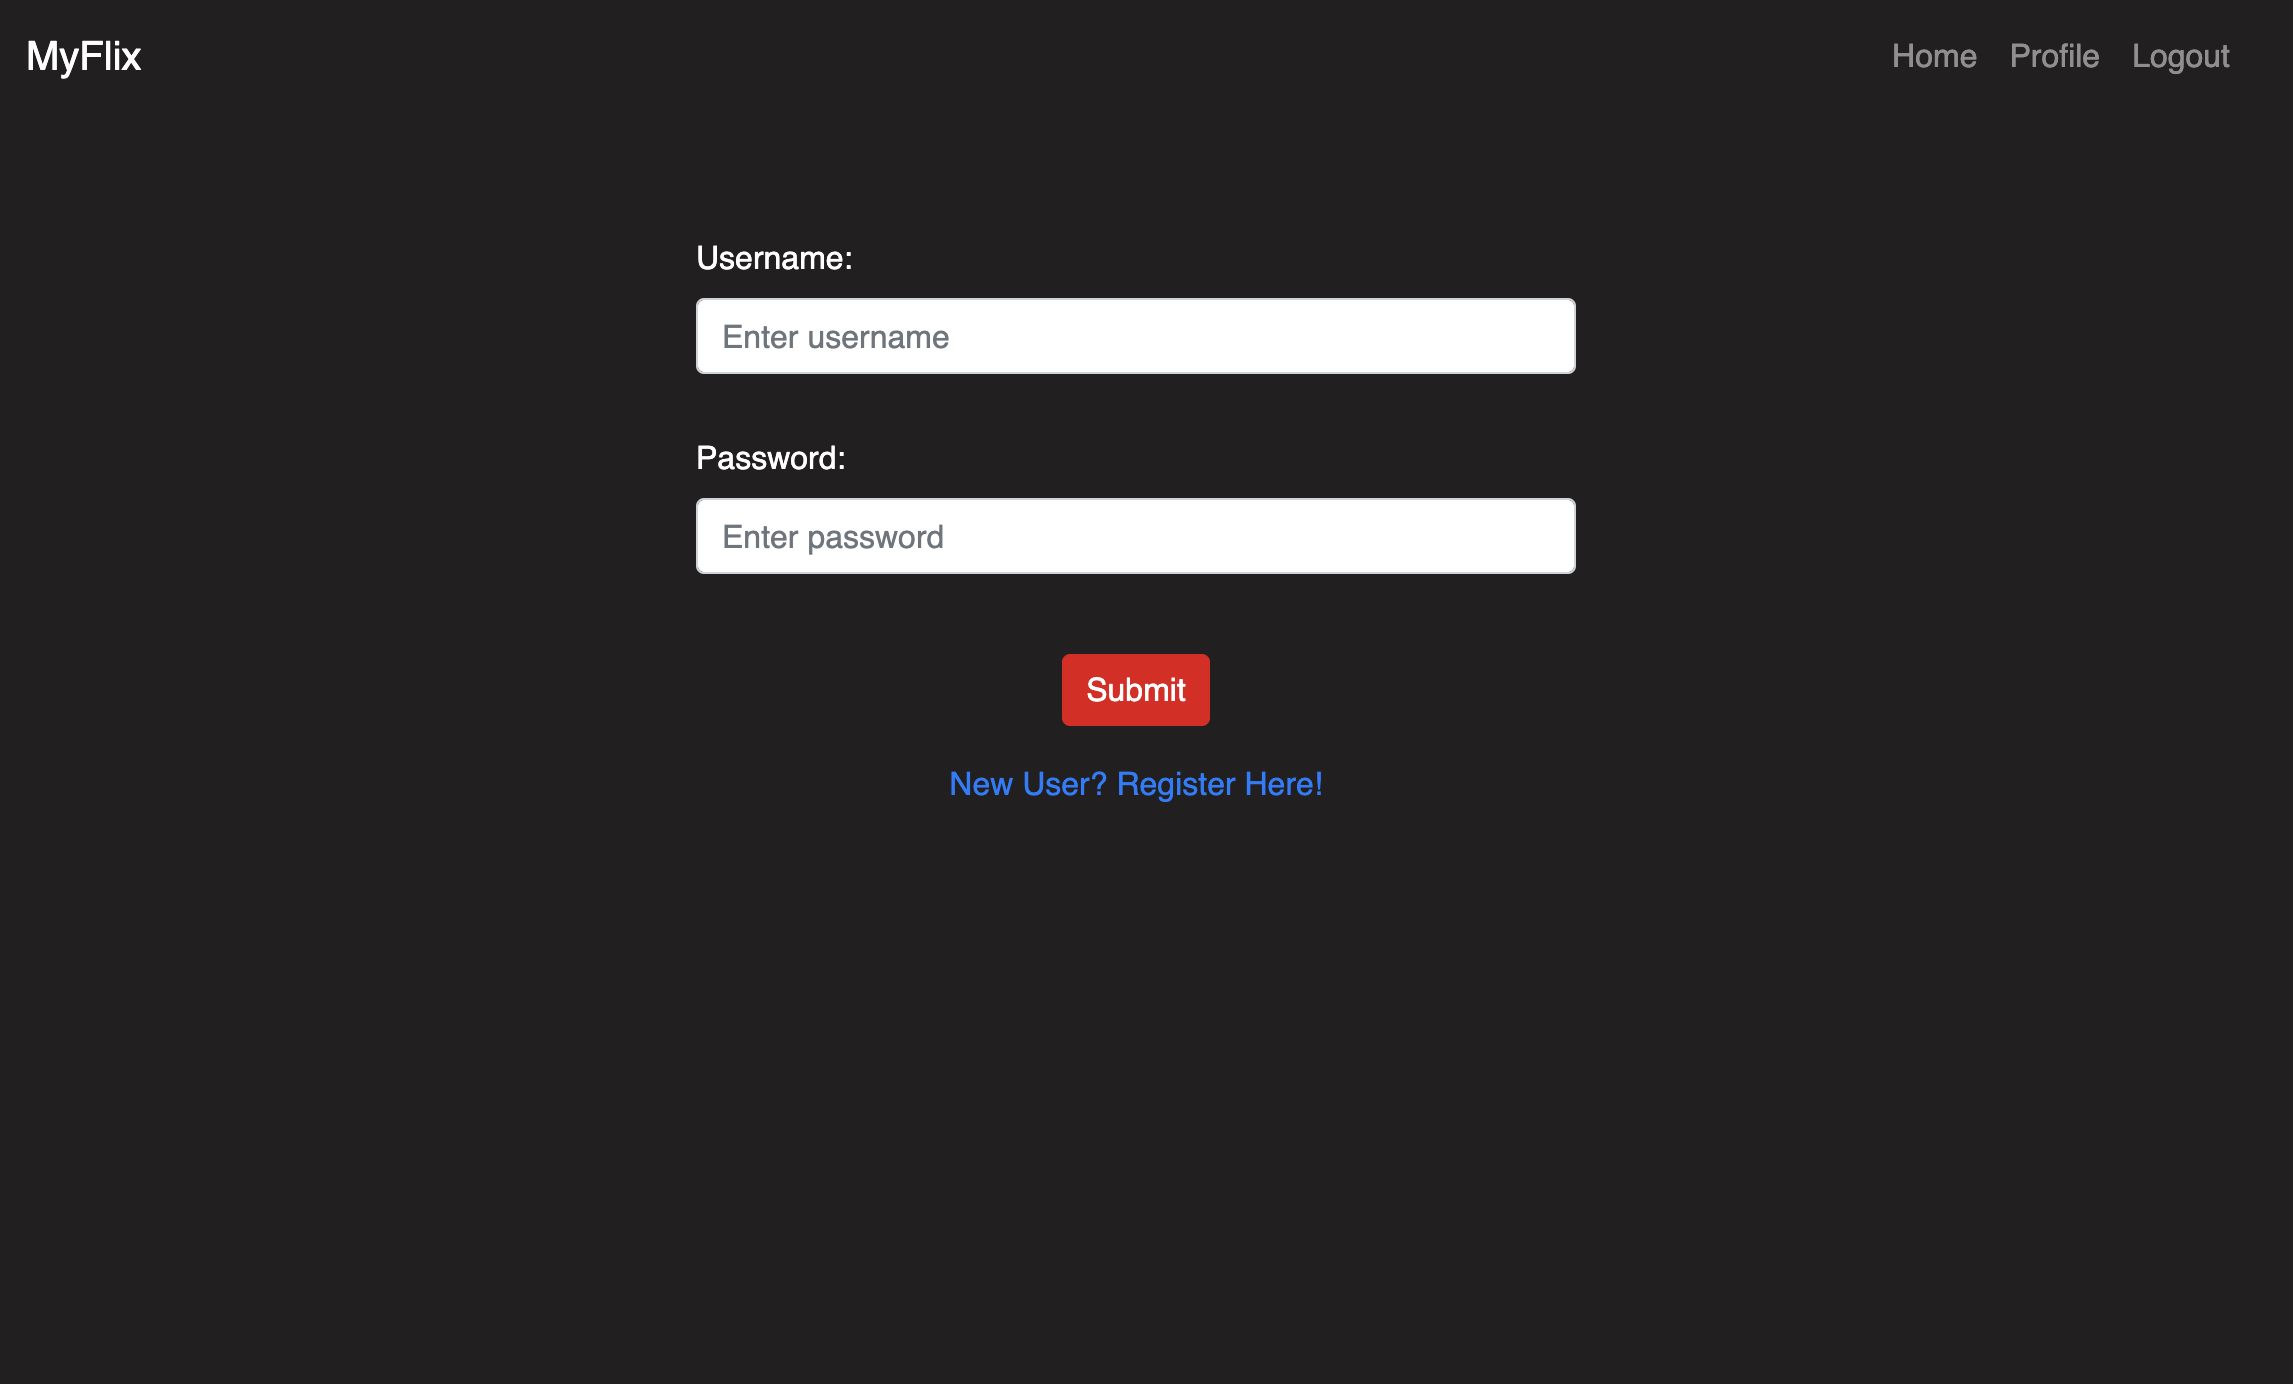 MyFlix
Home Profile Logout
Username:
Enter username
Password:
Enter password
Submit
New User? Register Here!